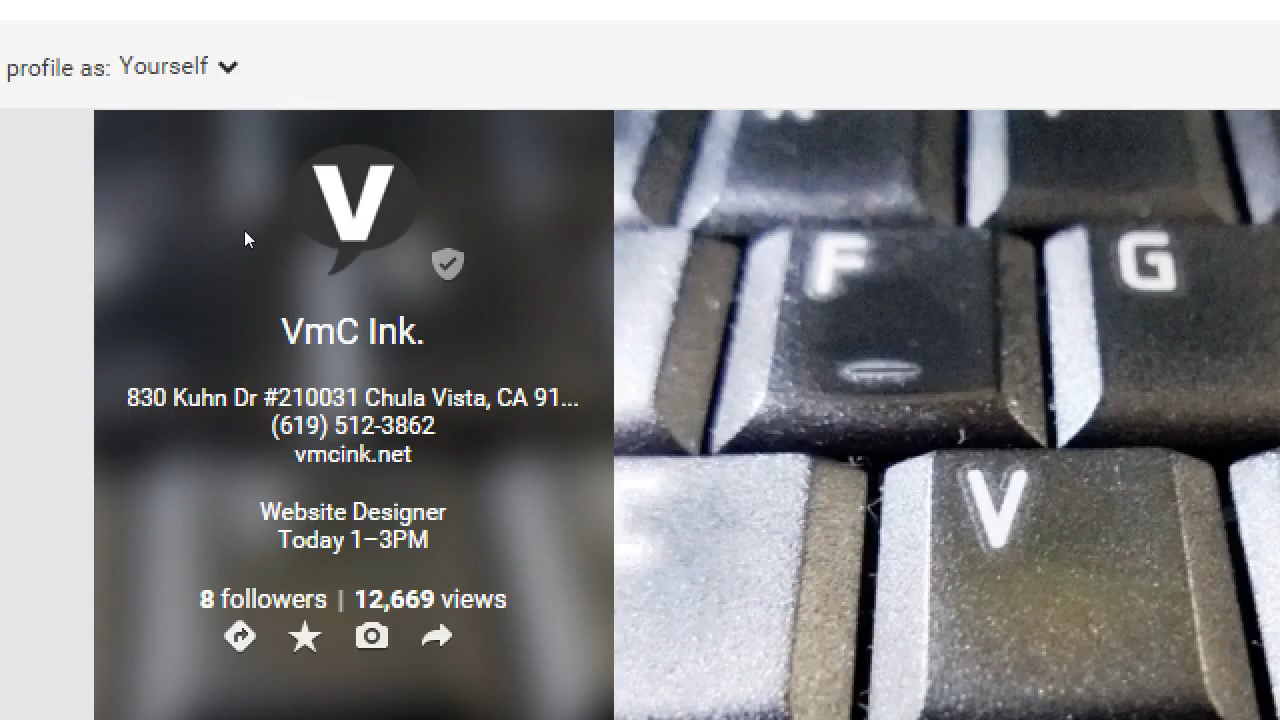 profile as: Yourself
V
VmC Ink.
830 Kuhn Dr #210031 Chula Vista, CA 91...
(619) 512-3862
vmcink.net
Website Designer
Today 1–3PM
8 followers | 12,669 views
F G
V